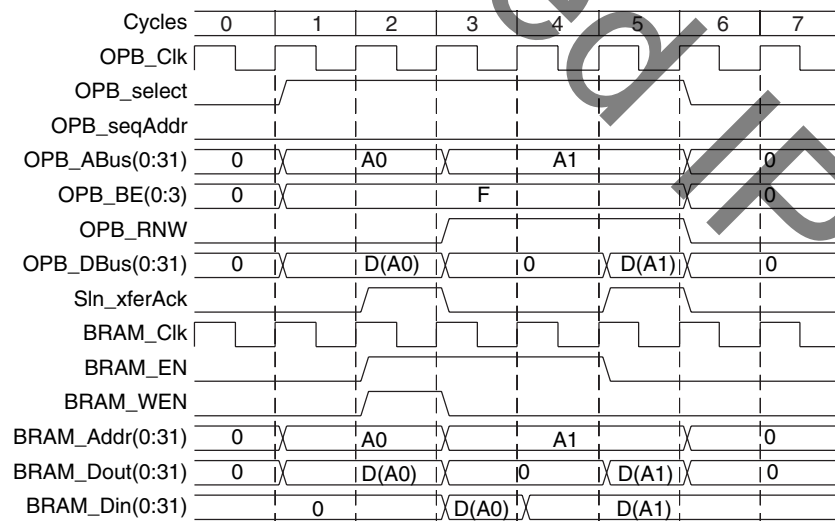 Cycles 0 1 2 3 4 5 6 7
OPB_Clk
OPB_select
OPB_seqAddr
OPB_ABus(0:31) 0 A0 A1 0
OPB_BE(0:3) 0 F 0
OPB_RNW
OPB_DBus(0:31) 0 D(A0) 0 D(A1) 0
Sln_xferAck
BRAM_Clk
BRAM_EN
BRAM_WEN
BRAM_Addr(0:31) 0 A0 A1 0
BRAM_Dout(0:31) 0 D(A0) 0 D(A1) 0
BRAM_Din(0:31) 0 D(A0) D(A1)
ed IP